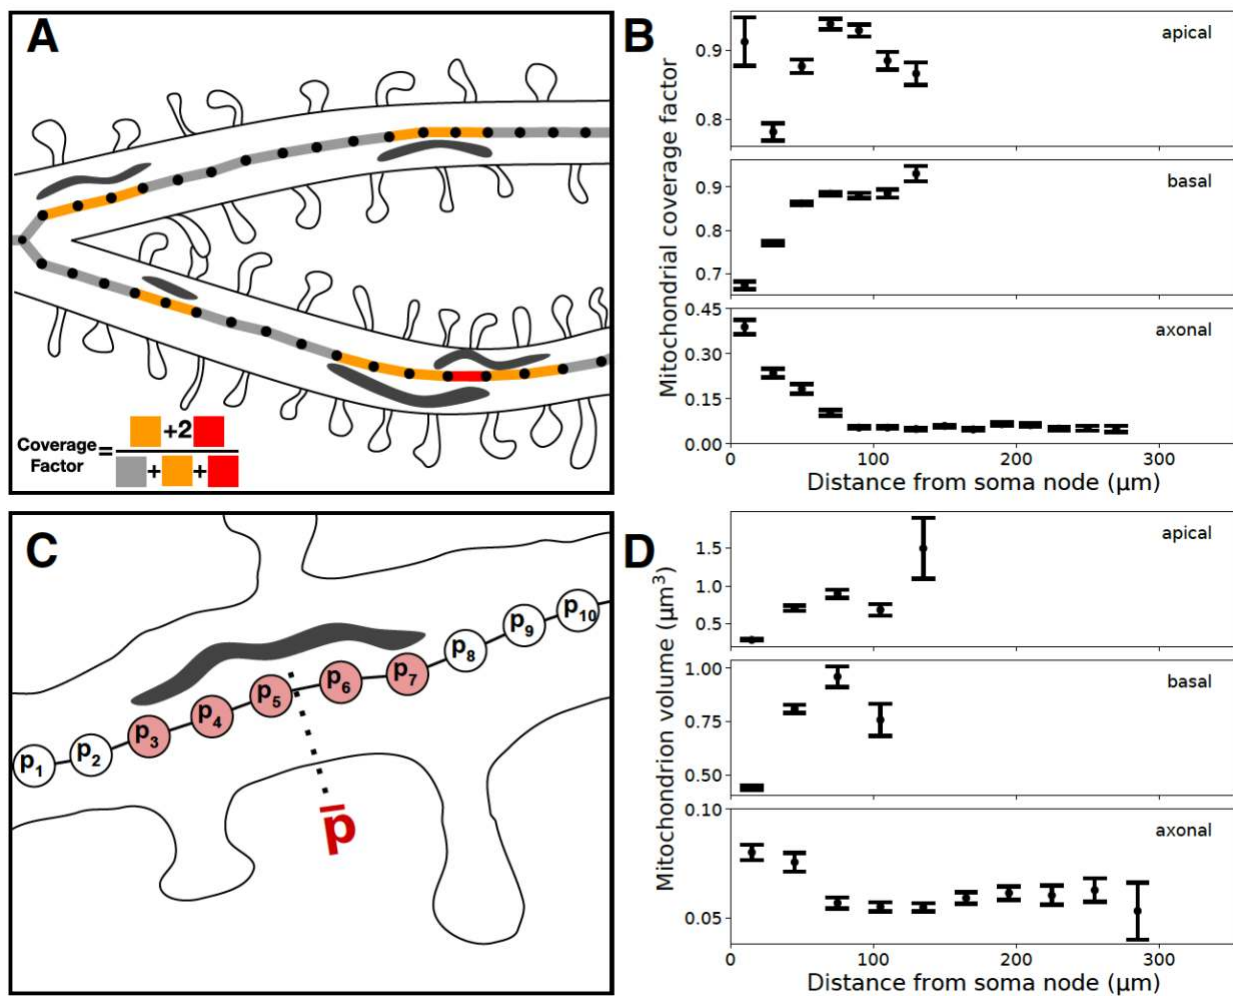 A
Coverage
Factor
=
+2
+ +
B
Mitochondrial coverage factor
apical
0.9
0.8
basal
0.9
0.8
0.7
axonal
0.45
0.30
0.15
0.00
0 100 200 300
Distance from soma node (μm)
C
p1 p2 p3 p4 p5 p6 p7 p8 p9 p10
p̄
D
Mitochondrion volume (μm³)
apical
1.5
1.0
0.5
basal
1.00
0.75
0.50
axonal
0.10
0.05
0 100 200 300
Distance from soma node (μm)